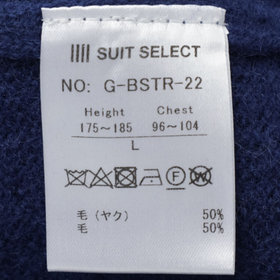 SUIT SELECT
NO: G-BSTR-22
Height Chest
175~185 96~104
L
毛 (ヤク) 50%
毛 50%